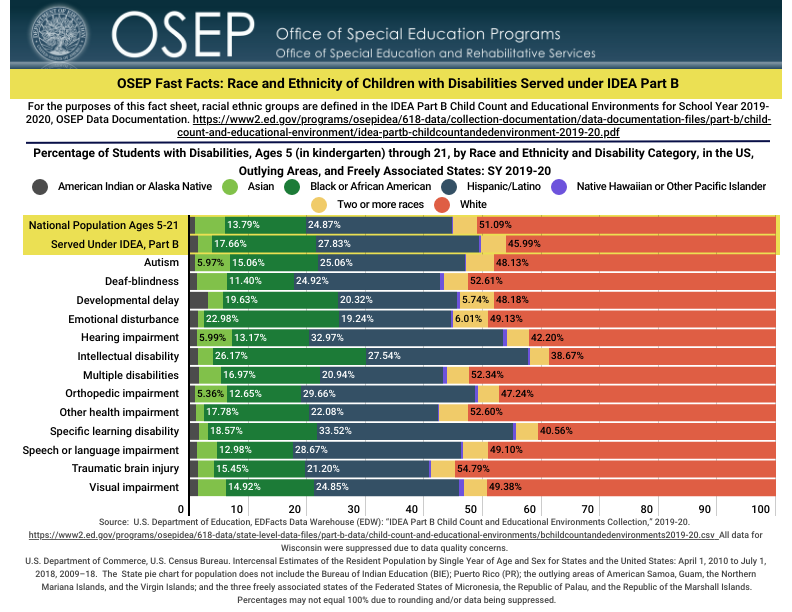 OSEP
Office of Special Education Programs
Office of Special Education and Rehabilitative Services
OSEP Fast Facts: Race and Ethnicity of Children with Disabilities Served under IDEA Part B
For the purposes of this fact sheet, racial ethnic groups are defined in the IDEA Part B Child Count and Educational Environments for School Year 2019-
2020, OSEP Data Documentation. https://www2.ed.gov/programs/osepidea/618-data/collection-documentation/data-documentation-files/part-b/child-
count-and-educational-environment/idea-partb-childcountandedenvironment-2019-20.pdf
Percentage of Students with Disabilities, Ages 5 (in kindergarten) through 21, by Race and Ethnicity and Disability Category, in the US,
Outlying Areas, and Freely Associated States: SY 2019-20
American Indian or Alaska Native Asian Black or African American Hispanic/Latino Native Hawaiian or Other Pacific Islander
Two or more races White
National Population Ages 5-21 13.79% 24.87% 51.09%
Served Under IDEA, Part B 17.66% 27.83% 45.99%
Autism 5.97% 15.06% 25.06% 48.13%
Deaf-blindness 11.40% 24.92% 52.61%
Developmental delay 19.63% 20.32% 5.74% 48.18%
Emotional disturbance 22.98% 19.24% 6.01% 49.13%
Hearing impairment 5.99% 13.17% 32.97% 42.20%
Intellectual disability 26.17% 27.54% 38.67%
Multiple disabilities 16.97% 20.94% 52.34%
Orthopedic impairment 5.36% 12.65% 29.66% 47.24%
Other health impairment 17.78% 22.08% 52.60%
Specific learning disability 18.57% 33.52% 40.56%
Speech or language impairment 12.98% 28.67% 49.10%
Traumatic brain injury 15.45% 21.20% 54.79%
Visual impairment 14.92% 24.85% 49.38%
0 10 20 30 40 50 60 70 80 90 100
Source: U.S. Department of Education, EDFacts Data Warehouse (EDW): "IDEA Part B Child Count and Educational Environments Collection," 2019-20.
https://www2.ed.gov/programs/osepidea/618-data/state-level-data-files/part-b-data/child-count-and-educational-environments/bchildcountandedenvironments2019-20.csv All data for
Wisconsin were suppressed due to data quality concerns.
U.S. Department of Commerce, U.S. Census Bureau. Intercensal Estimates of the Resident Population by Single Year of Age and Sex for States and the United States: April 1, 2010 to July 1,
2018, 2009–18. The State pie chart for population does not include the Bureau of Indian Education (BIE); Puerto Rico (PR); the outlying areas of American Samoa, Guam, the Northern
Mariana Islands, and the Virgin Islands; and the three freely associated states of the Federated States of Micronesia, the Republic of Palau, and the Republic of the Marshall Islands.
Percentages may not equal 100% due to rounding and/or data being suppressed.